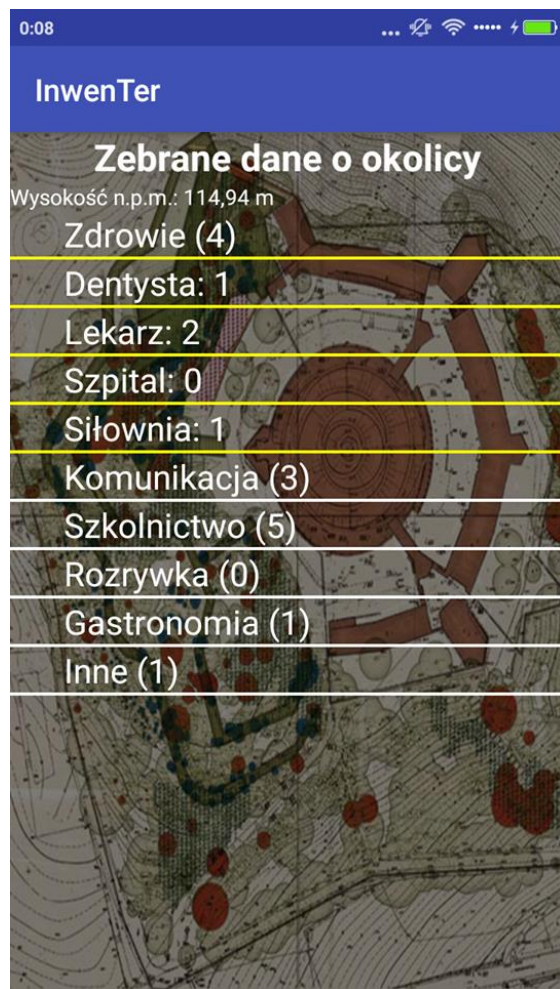 0:08
InwenTer
Zebrane dane o okolicy
Wysokość n.p.m.: 114,94 m
Zdrowie (4)
Dentysta: 1
Lekarz: 2
Szpital: 0
Siłownia: 1
Komunikacja (3)
Szkolnictwo (5)
Rozrywka (0)
Gastronomia (1)
Inne (1)